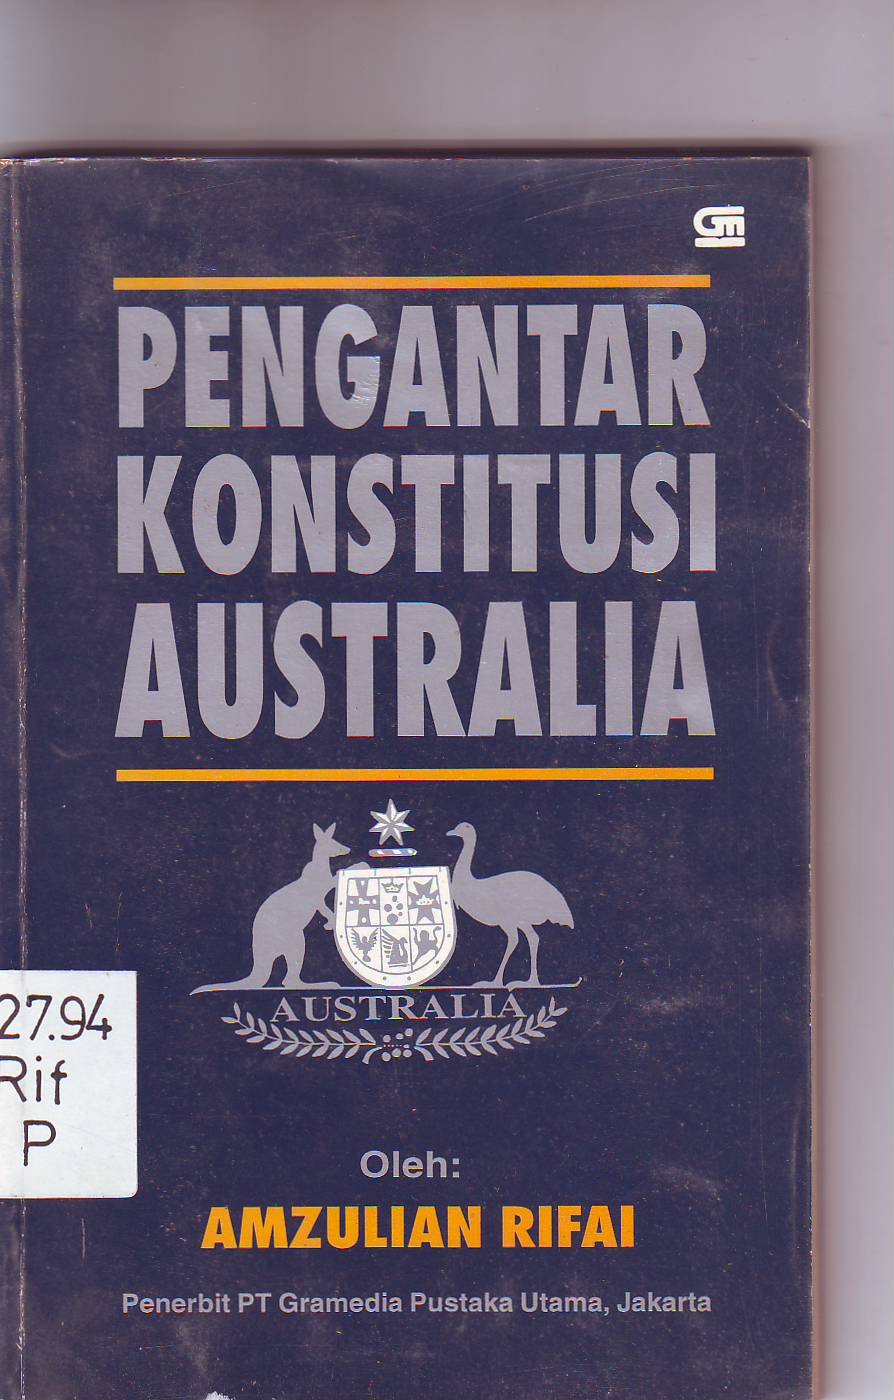 Gm
PENGANTAR
KONSTITUSI
AUSTRALIA
AUSTRALIA
27.94
Rif
P
Oleh:
AMZULIAN RIFAI
Penerbit PT Gramedia Pustaka Utama, Jakarta